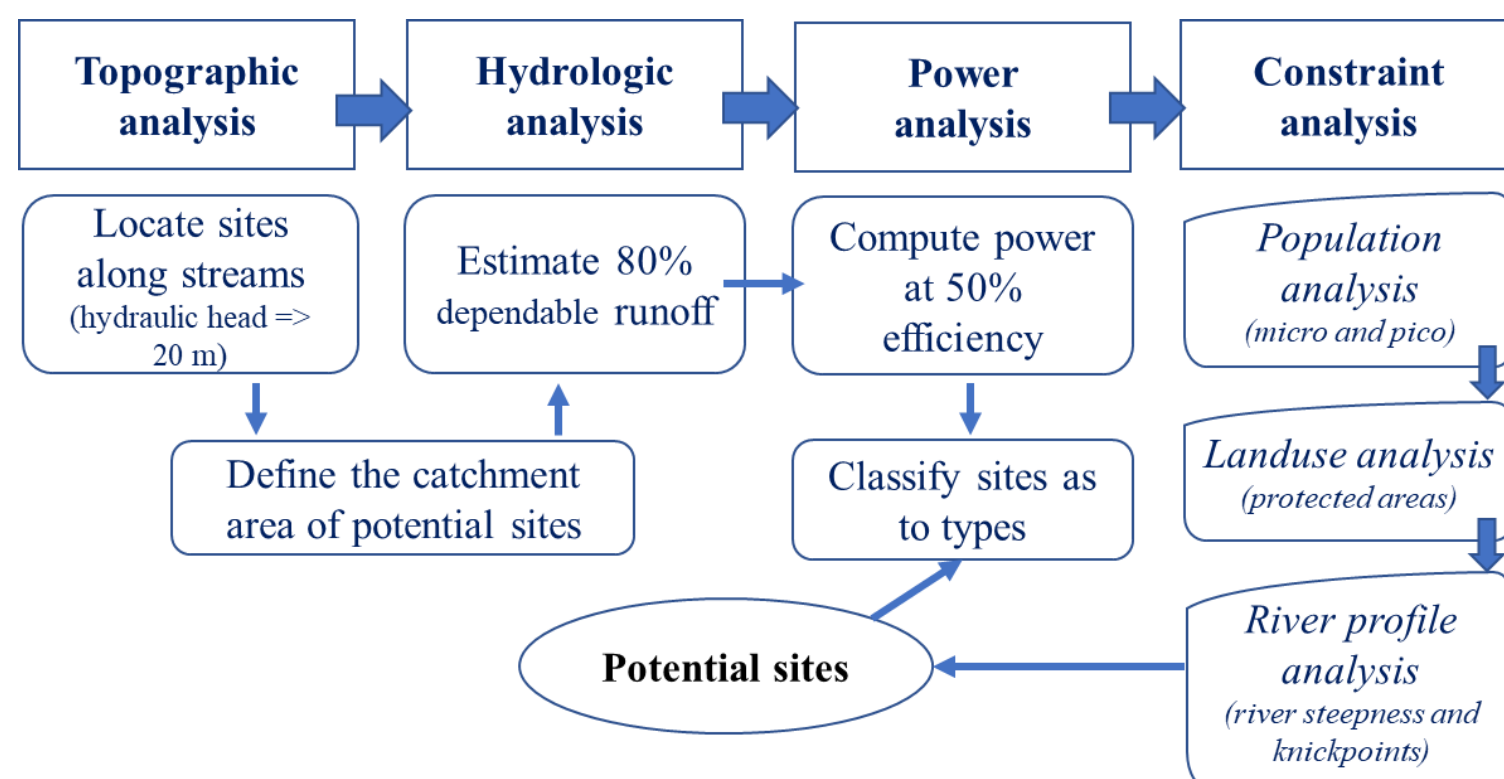 Topographic
analysis
Hydrologic
analysis
Power
analysis
Constraint
analysis
Locate sites
along streams
(hydraulic head =>
20 m)
Estimate 80%
dependable runoff
Compute power
at 50%
efficiency
Population
analysis
(micro and pico)
Define the catchment
area of potential sites
Classify sites as
to types
Landuse analysis
(protected areas)
Potential sites
River profile
analysis
(river steepness and
knickpoints)